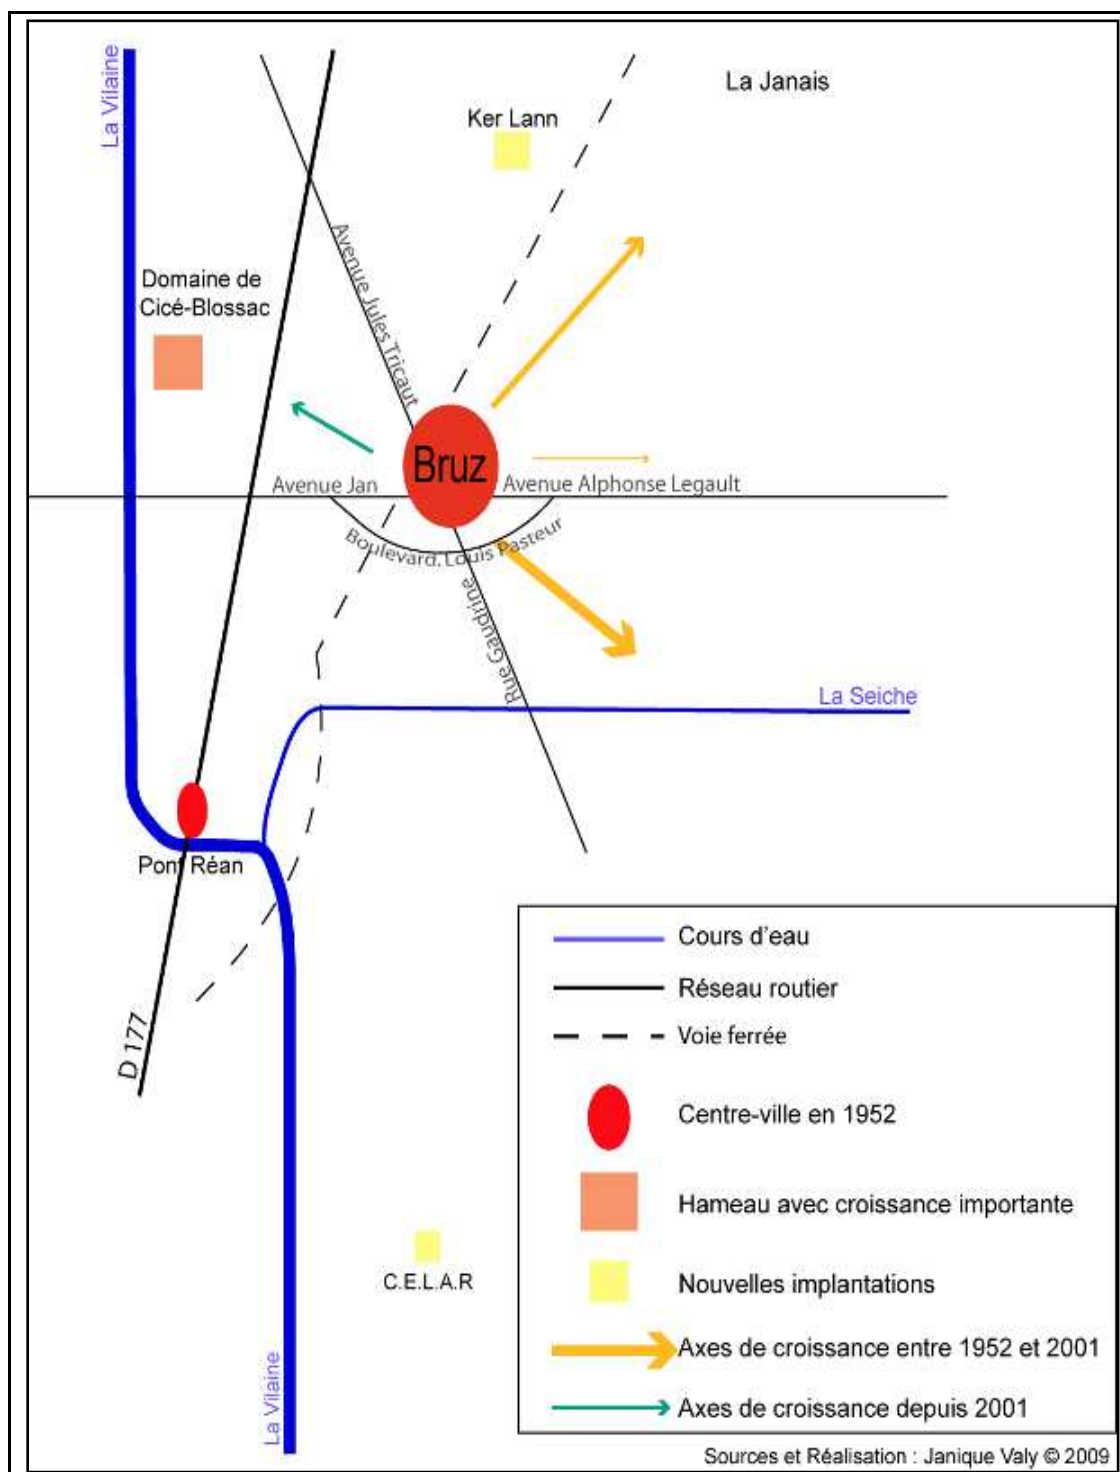 La Vilaine
La Janais
Ker Lann
Avenue Jules Tricaut
Domaine de
Cicé-Blossac
Bruz
Avenue Jan
Avenue Alphonse Legault
Boulevard Louis Pasteur
Rue Gaudrine
La Seiche
Pont Réan
D 177
C.E.L.A.R
La Vilaine
Cours d'eau
Réseau routier
Voie ferrée
Centre-ville en 1952
Hameau avec croissance importante
Nouvelles implantations
Axes de croissance entre 1952 et 2001
Axes de croissance depuis 2001
Sources et Réalisation : Janique Valy © 2009